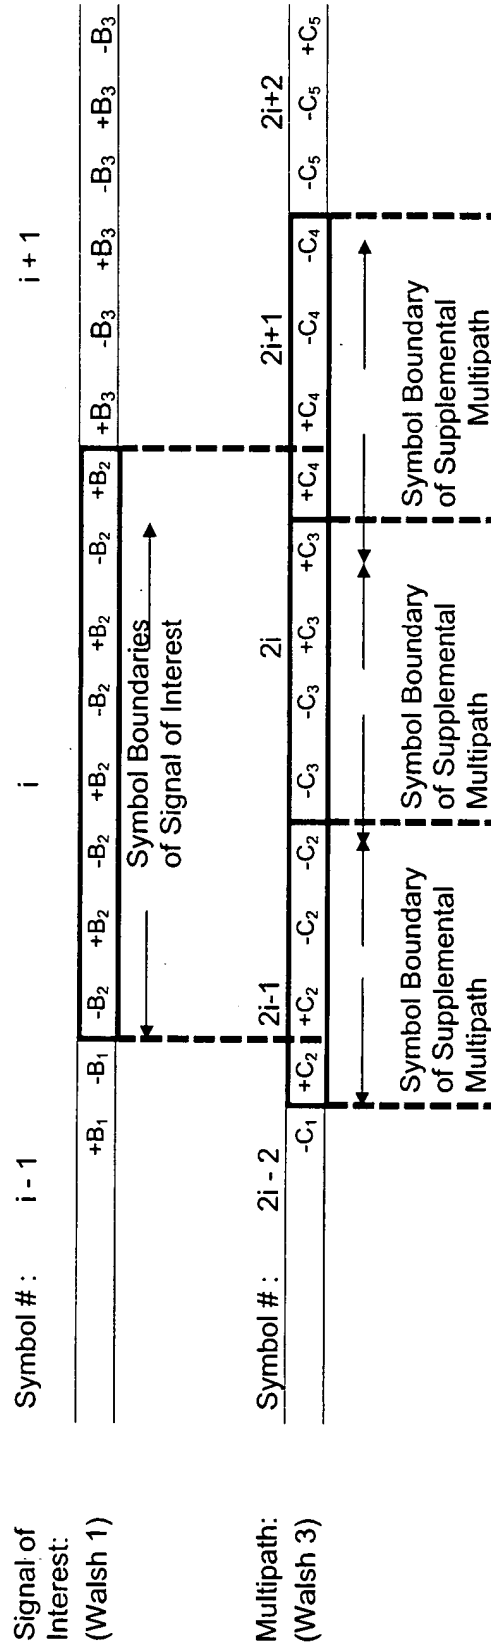 Signal of
Interest:
(Walsh 1)
Symbol # : i - 1 i i + 1
+B₁ -B₁ -B₂ +B₂ -B₂ +B₂ -B₂ +B₂ -B₂ +B₂ +B₃ -B₃ +B₃ -B₃ +B₃ -B₃
Symbol Boundaries
of Signal of Interest
Multipath:
(Walsh 3)
Symbol # : 2i - 2 2i-1 2i 2i+1 2i+2
-C₁ +C₂ +C₂ -C₂ -C₂ -C₃ -C₃ +C₃ +C₃ +C₄ +C₄ -C₄ -C₄ -C₅ -C₅ +C₅
Symbol Boundary
of Supplemental
Multipath
Symbol Boundary
of Supplemental
Multipath
Symbol Boundary
of Supplemental
Multipath